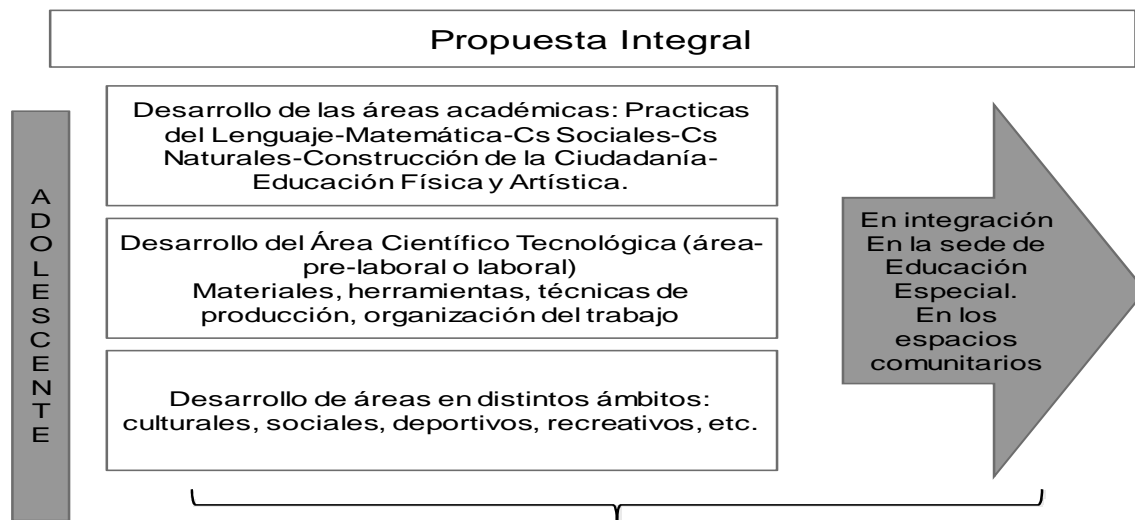 Propuesta Integral
ADOLESCENTE
Desarrollo de las áreas académicas: Practicas
del Lenguaje-Matemática-Cs Sociales-Cs
Naturales-Construcción de la Ciudadanía-
Educación Física y Artística.
Desarrollo del Área Científico Tecnológica (área-
pre-laboral o laboral)
Materiales, herramientas, técnicas de
producción, organización del trabajo
Desarrollo de áreas en distintos ámbitos:
culturales, sociales, deportivos, recreativos, etc.
En integración
En la sede de
Educación
Especial.
En los
espacios
comunitarios